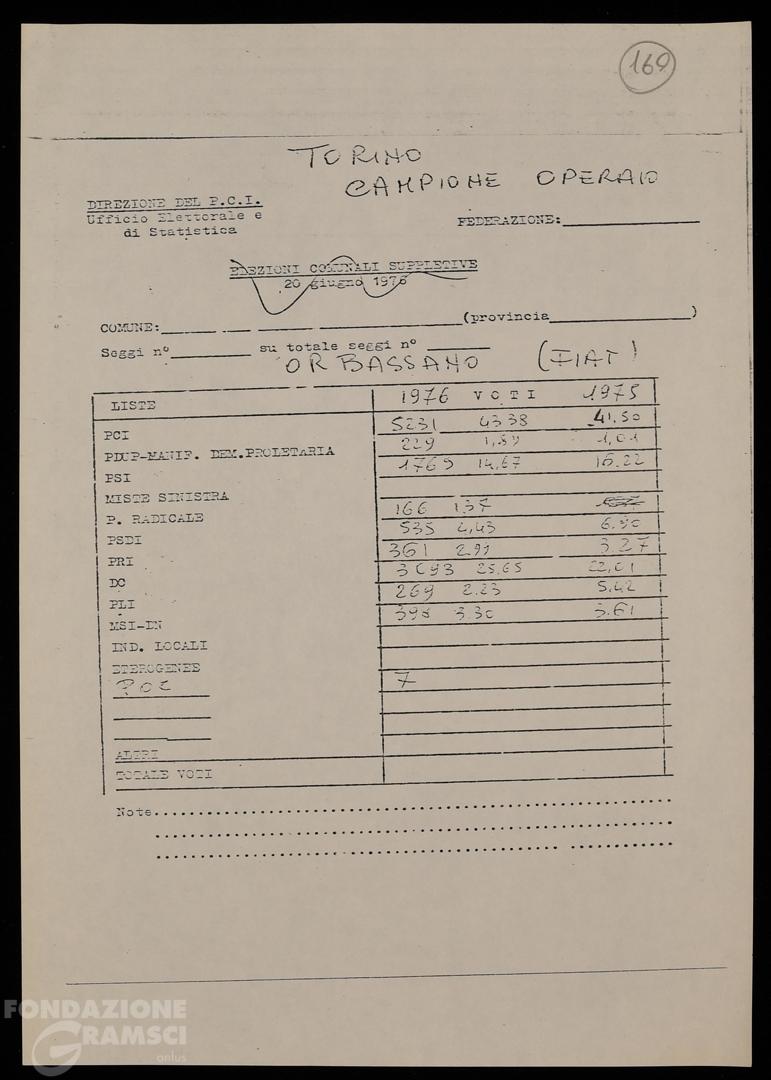 169
TORINO
CAMPIONE OPERAIO
DIREZIONE DEL P.C.I.
Ufficio Elettorale e
di Statistica
FEDERAZIONE:
ELEZIONI COMUNALI SUPPLETIVE
20 giugno 1976
COMUNE: (provincia )
Seggi n° su totale seggi n°
ORBASSANO (FIAT)
LISTE 1976 VOTI 1975
PCI 5231 43.38 41.50
PDUP-MANIF. DEM.PROLETARIA 229 1,89 1,01
PSI 1769 14,67 16.22
MISTE SINISTRA
P. RADICALE 166 1.37
PSDI 535 4,43 6.90
PRI 361 2.99 3.27
DC 3093 25.65 22,01
PLI 269 2.23 5.42
MSI-DN 398 3.30 3.61
IND. LOCALI
ETEROGENEE
POE 7
ALTRI
TOTALE VOTI
Note
FONDAZIONE
GRAMSCI
onlus